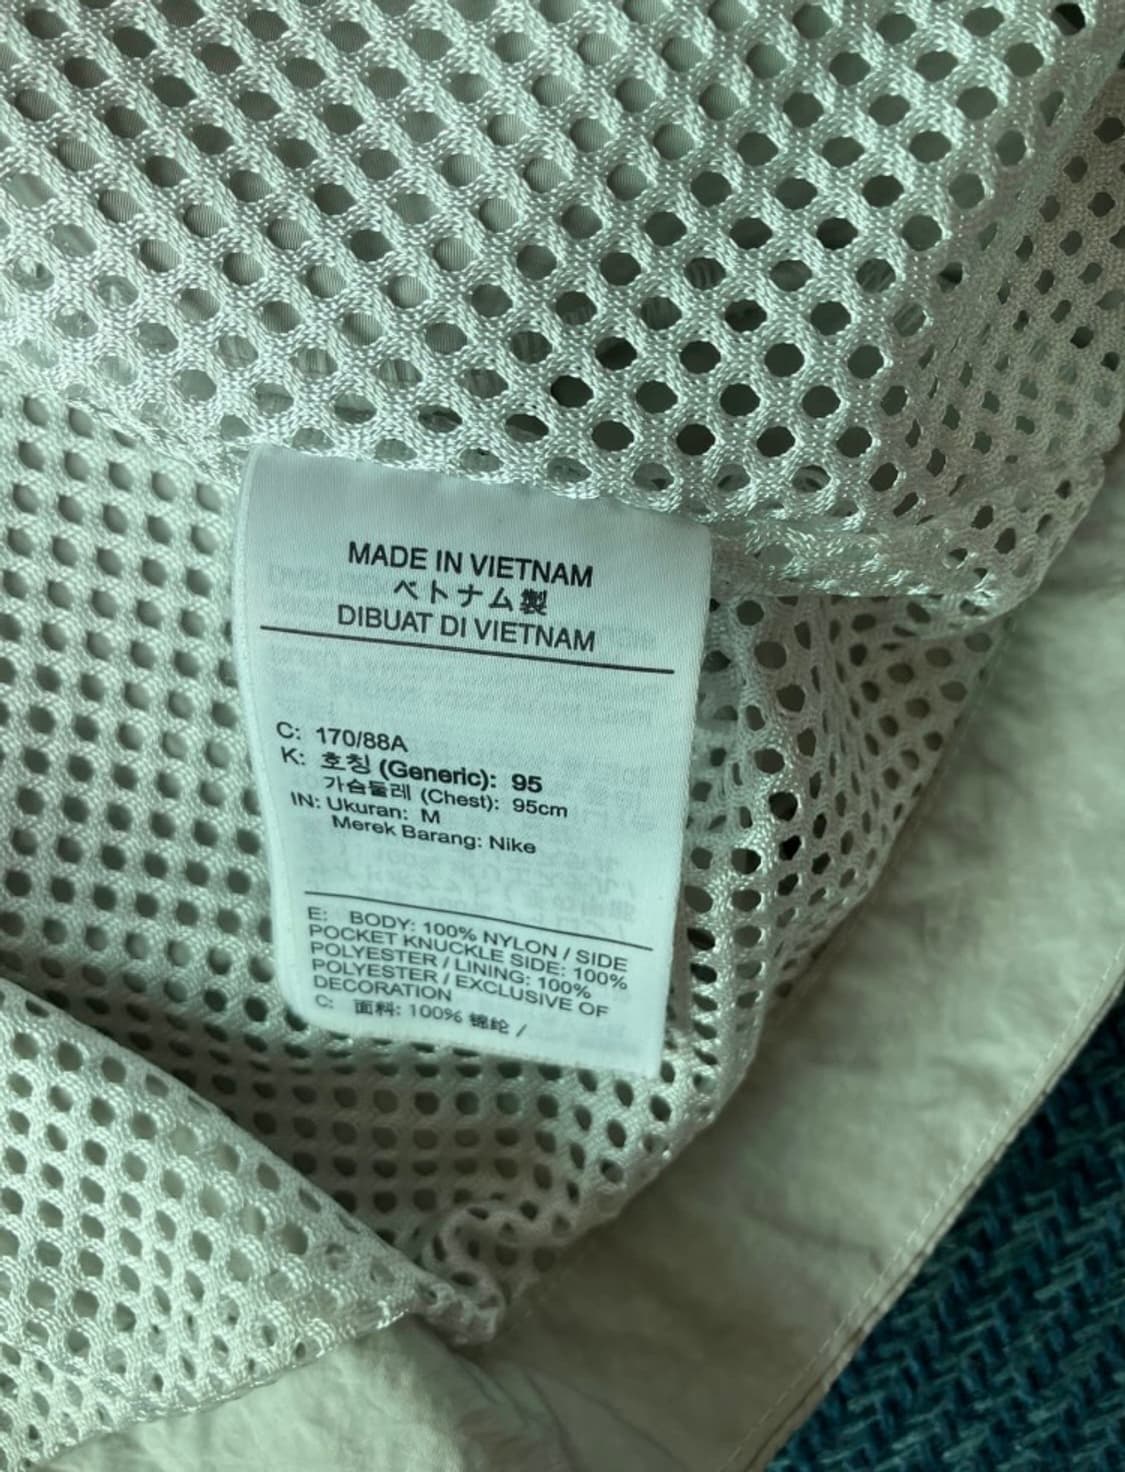 MADE IN VIETNAM
ベトナム製
DIBUAT DI VIETNAM
C: 170/88A
K: 호칭 (Generic): 95
가슴둘레 (Chest): 95cm
IN: Ukuran: M
Merek Barang: Nike
E: BODY: 100% NYLON / SIDE
POCKET KNUCKLE SIDE: 100%
POLYESTER / LINING: 100%
POLYESTER / EXCLUSIVE OF
DECORATION
C: 面料: 100% 锦纶 /